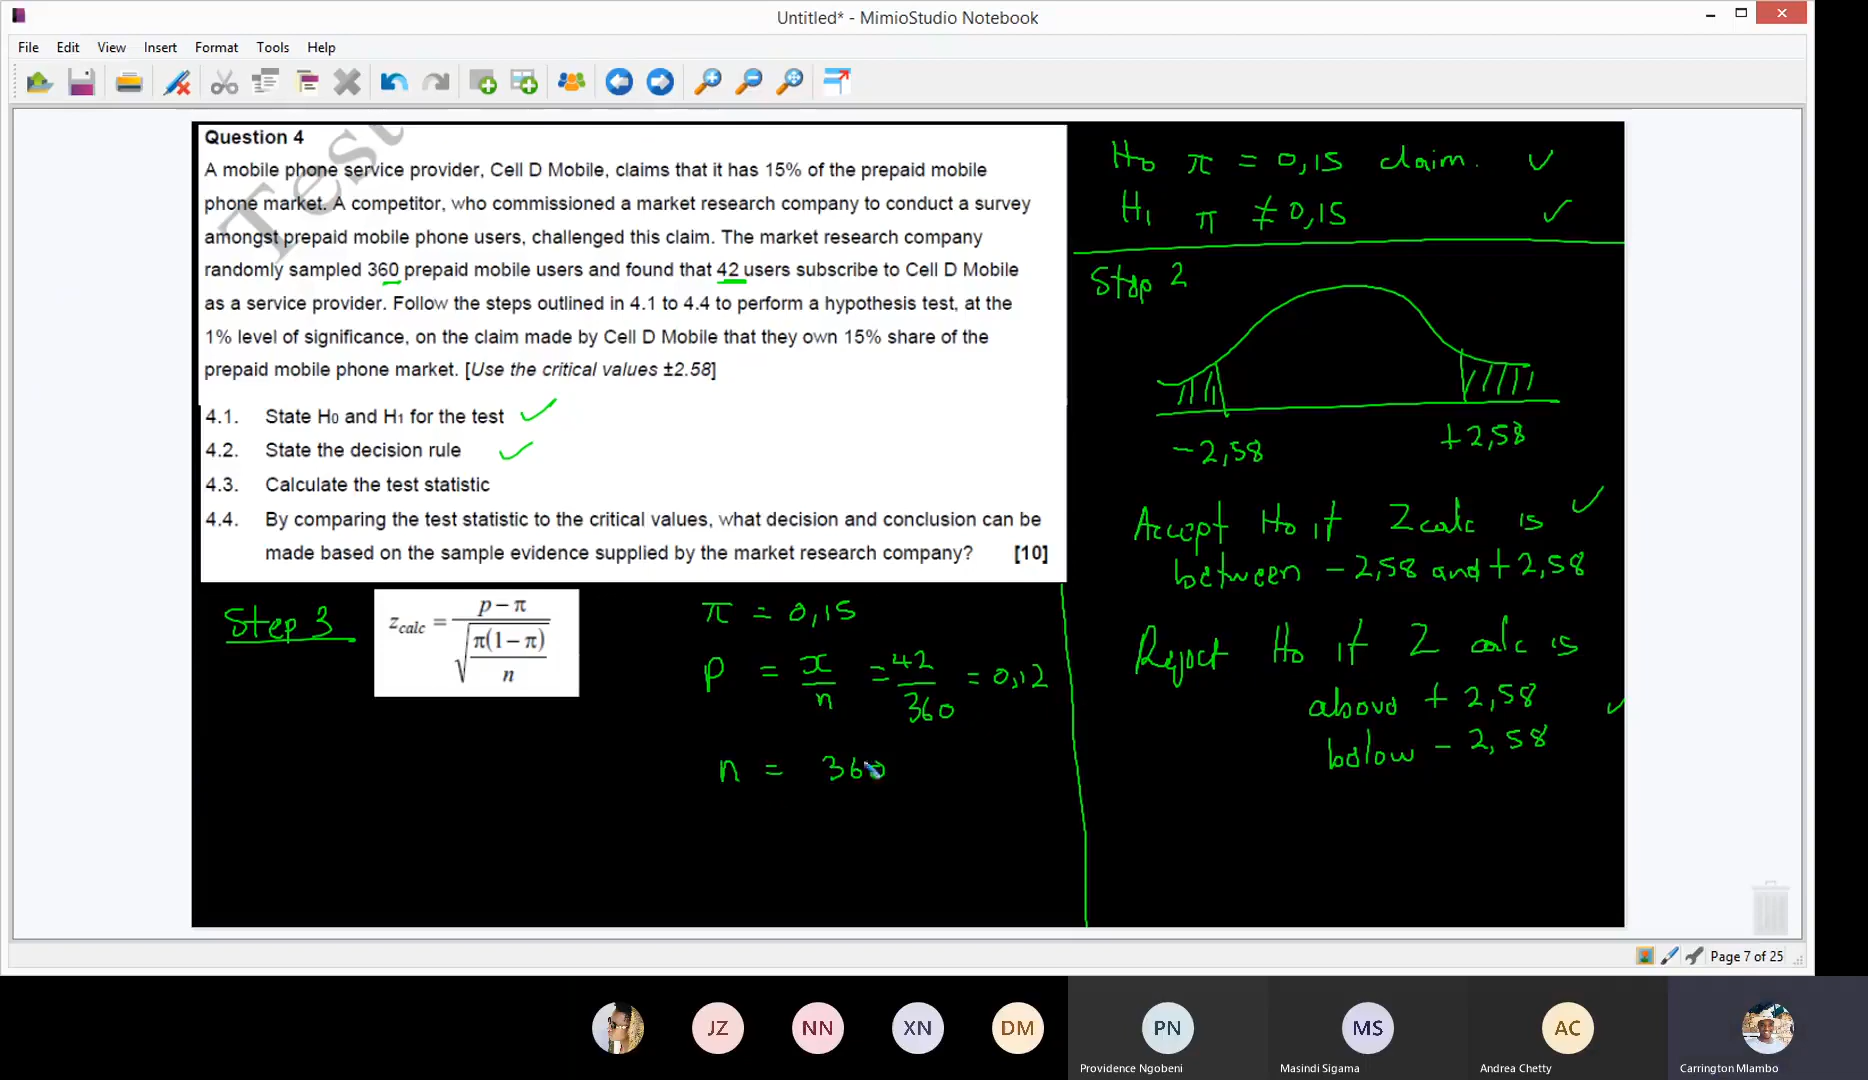 Untitled* - MimioStudio Notebook
File Edit View Insert Format Tools Help
Test
Question 4
A mobile phone service provider, Cell D Mobile, claims that it has 15% of the prepaid mobile
phone market. A competitor, who commissioned a market research company to conduct a survey
amongst prepaid mobile phone users, challenged this claim. The market research company
randomly sampled 360 prepaid mobile users and found that 42 users subscribe to Cell D Mobile
as a service provider. Follow the steps outlined in 4.1 to 4.4 to perform a hypothesis test, at the
1% level of significance, on the claim made by Cell D Mobile that they own 15% share of the
prepaid mobile phone market. [Use the critical values ±2.58]
4.1. State H0 and H1 for the test ✓
4.2. State the decision rule ✓
4.3. Calculate the test statistic
4.4. By comparing the test statistic to the critical values, what decision and conclusion can be
made based on the sample evidence supplied by the market research company? [10]
Step 3
zcalc = p − π / √ π(1 − π) / n
π = 0,15
p = x/n = 42/360 = 0,12
n = 360
H0 π = 0,15 claim. ✓
H1 π ≠ 0,15 ✓
Step 2
-2,58 +2,58
Accept Ho if Z calc is ✓
between -2,58 and +2,58
Reject Ho if Z calc is
above + 2,58 ✓
below - 2,58
Page 7 of 25
JZ NN XN DM PN MS AC
Providence Ngobeni Masindi Sigama Andrea Chetty Carrington Mlambo